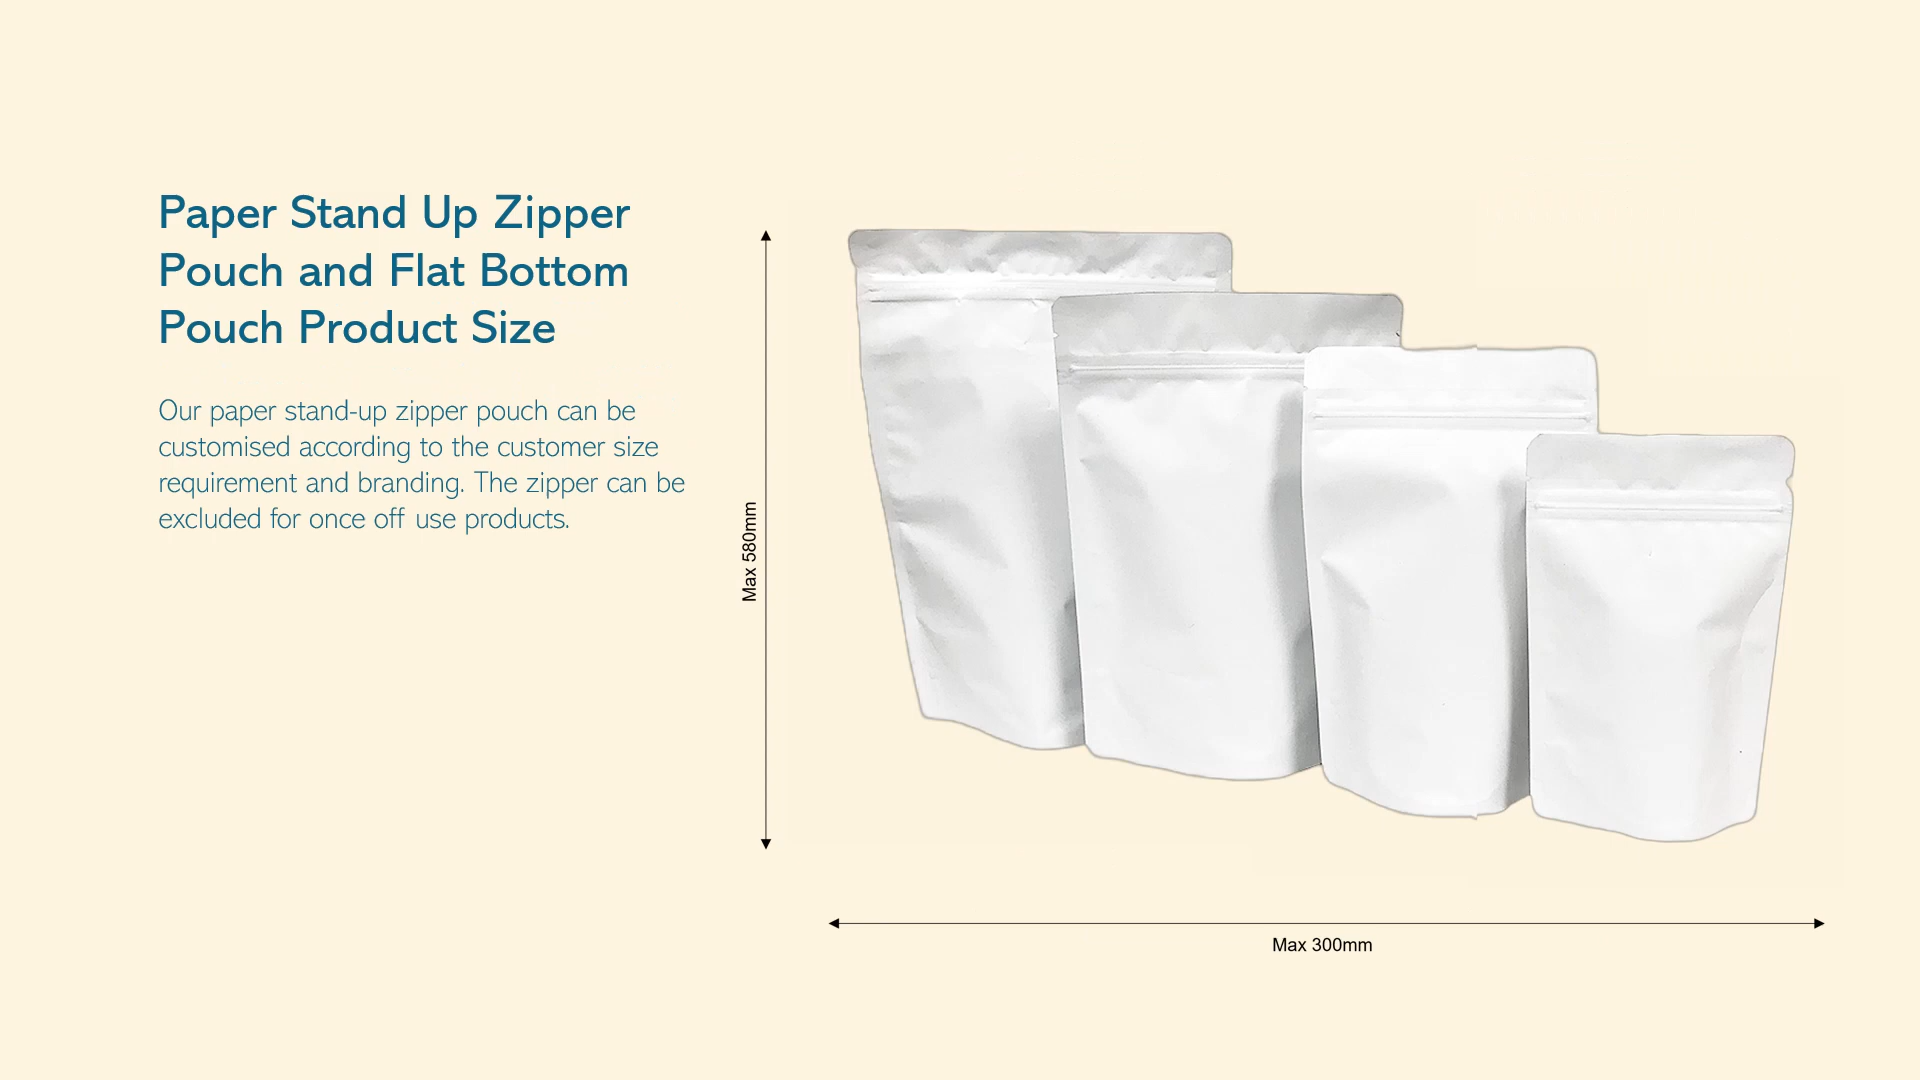 Paper Stand Up Zipper
Pouch and Flat Bottom
Pouch Product Size
Our paper stand-up zipper pouch can be
customised according to the customer size
requirement and branding. The zipper can be
excluded for once off use products.
Max 580mm
Max 300mm